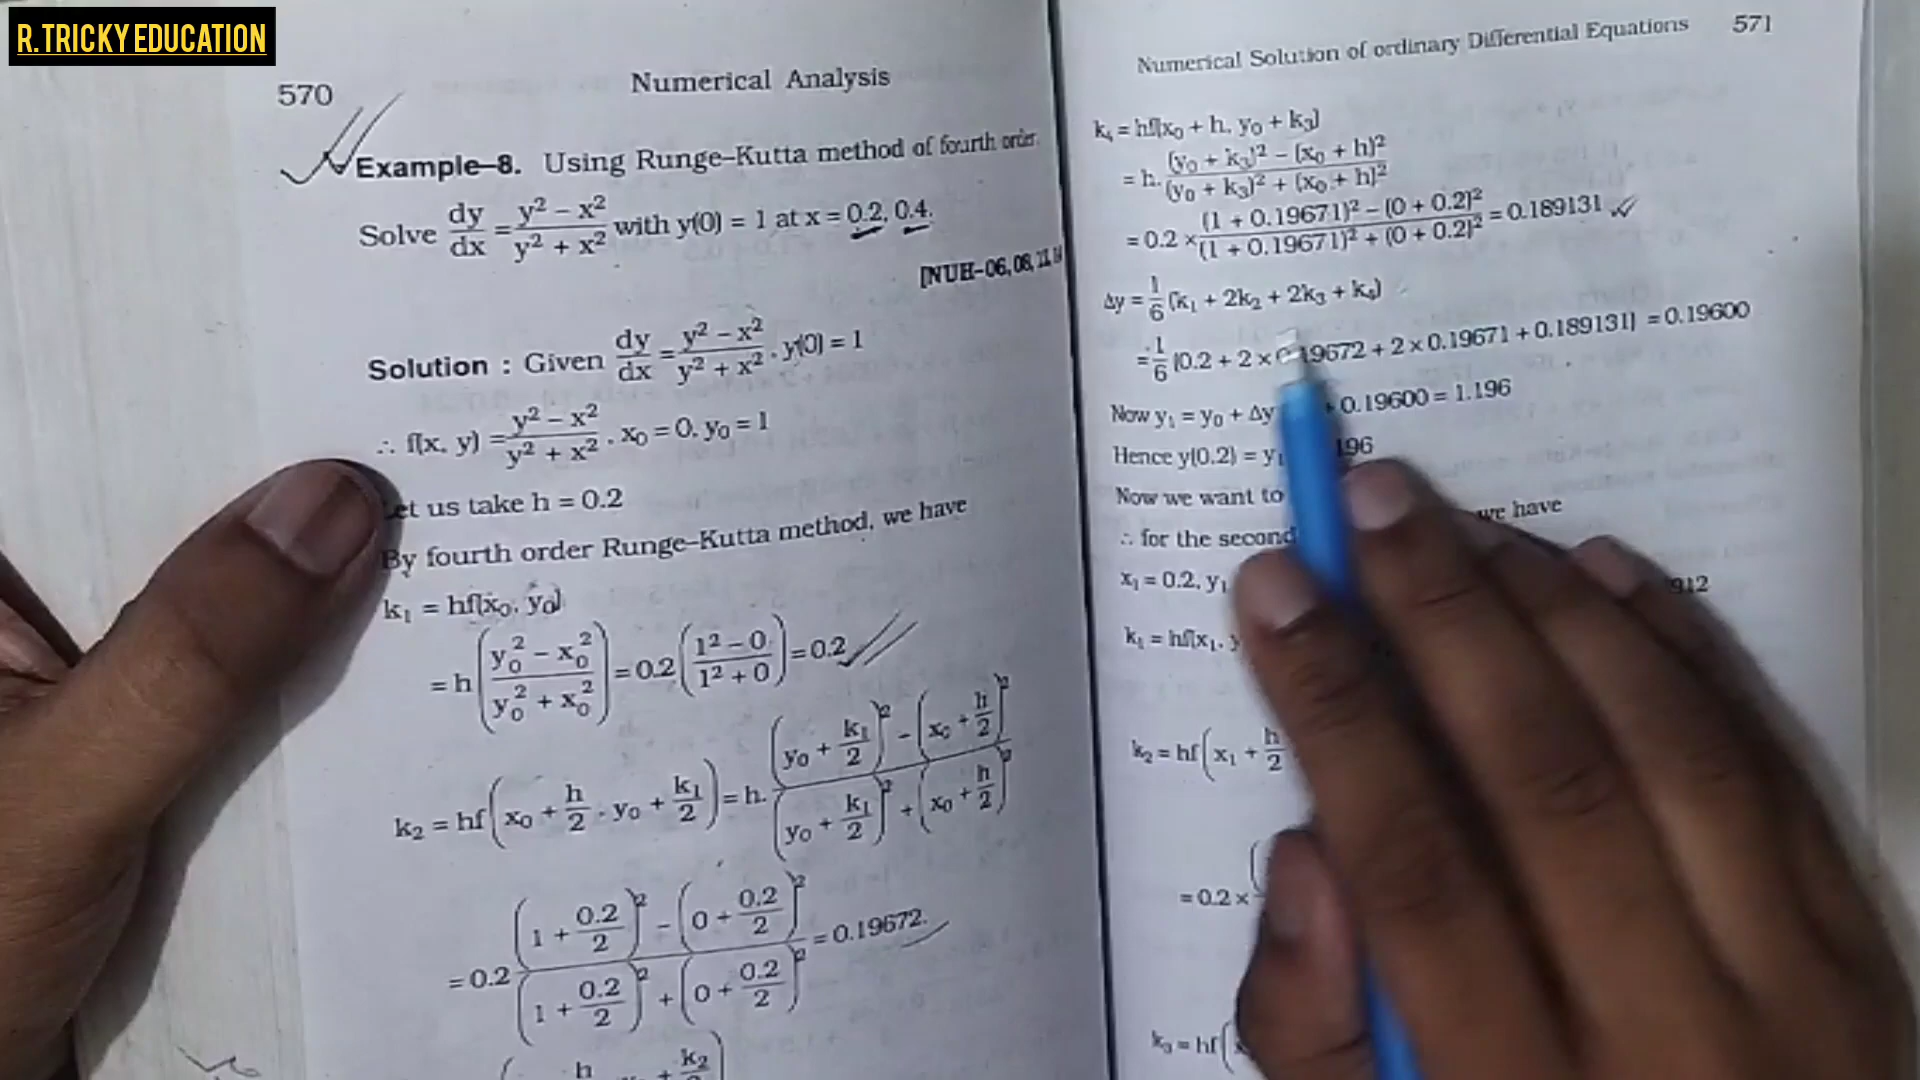 R. TRICKY EDUCATION
570
Numerical Analysis
Example–8. Using Runge–Kutta method of fourth order.
Solve dy/dx = (y² − x²)/(y² + x²) with y(0) = 1 at x = 0.2, 0.4.
[NUH–06, 08, 11,
Solution : Given dy/dx = (y² − x²)/(y² + x²) . y(0) = 1
∴ f(x, y) = (y² − x²)/(y² + x²) . x₀ = 0. y₀ = 1
Let us take h = 0.2
By fourth order Runge–Kutta method, we have
k₁ = hf(x₀, y₀)
= h((y₀² − x₀²)/(y₀² + x₀²)) = 0.2((1² − 0)/(1² + 0)) = 0.2
k₂ = hf(x₀ + h/2 . y₀ + k₁/2) = h. ((y₀ + k₁/2)² − (x₀ + h/2)²)/((y₀ + k₁/2)² + (x₀ + h/2)²)
= 0.2 ((1 + 0.2/2)² − (0 + 0.2/2)²)/((1 + 0.2/2)² + (0 + 0.2/2)²) = 0.19672.
h k₂
Numerical Solution of ordinary Differential Equations 571
k₄ = hf[x₀ + h, y₀ + k₃]
= h. ((y₀ + k₃)² − (x₀ + h)²)/((y₀ + k₃)² + (x₀ + h)²)
= 0.2 × ((1 + 0.19671)² − (0 + 0.2)²)/((1 + 0.19671)² + (0 + 0.2)²) = 0.189131
Δy = 1/6 (k₁ + 2k₂ + 2k₃ + k₄)
= 1/6 [0.2 + 2 × 0.19672 + 2 × 0.19671 + 0.189131] = 0.19600
Now y₁ = y₀ + Δy + 0.19600 = 1.196
Hence y(0.2) = y₁ 196
Now we want to
∴ for the second we have
x₁ = 0.2, y₁ 912
k₁ = hf(x₁, y
k₂ = hf(x₁ + h/2
= 0.2 ×
k₃ = hf(